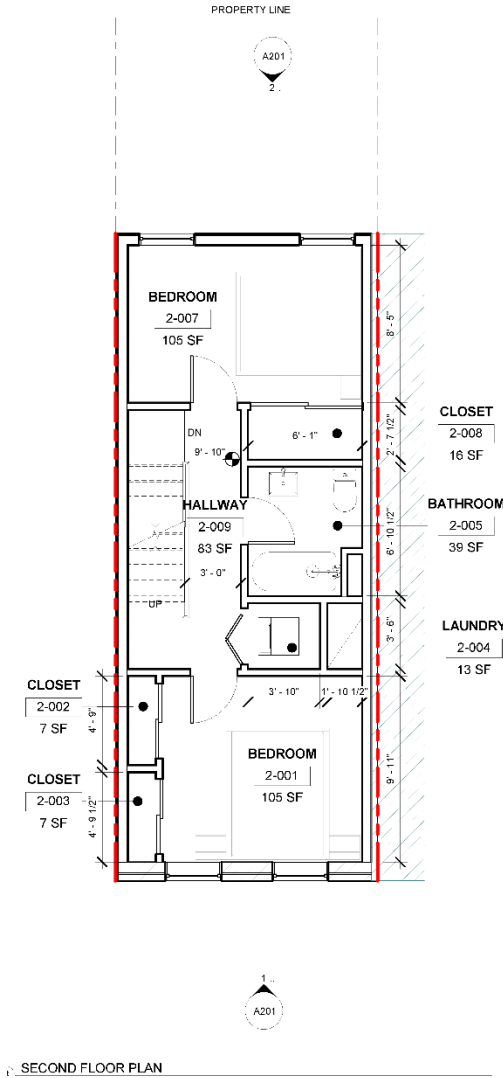 PROPERTY LINE
A201
2 ..
BEDROOM
2-007
105 SF
8' - 5"
CLOSET
2-008
16 SF
2' - 7 1/2"
6' - 1"
DN
9' - 10"
HALLWAY
2-009
83 SF
3' - 0"
UP
BATHROOM
2-005
39 SF
6' - 10 1/2"
LAUNDRY
2-004
13 SF
3' - 6"
3' - 10"
1' - 10 1/2"
CLOSET
2-002
7 SF
4' - 9"
BEDROOM
2-001
105 SF
9' - 11"
CLOSET
2-003
7 SF
4' - 9 1/2"
1 ..
A201
SECOND FLOOR PLAN